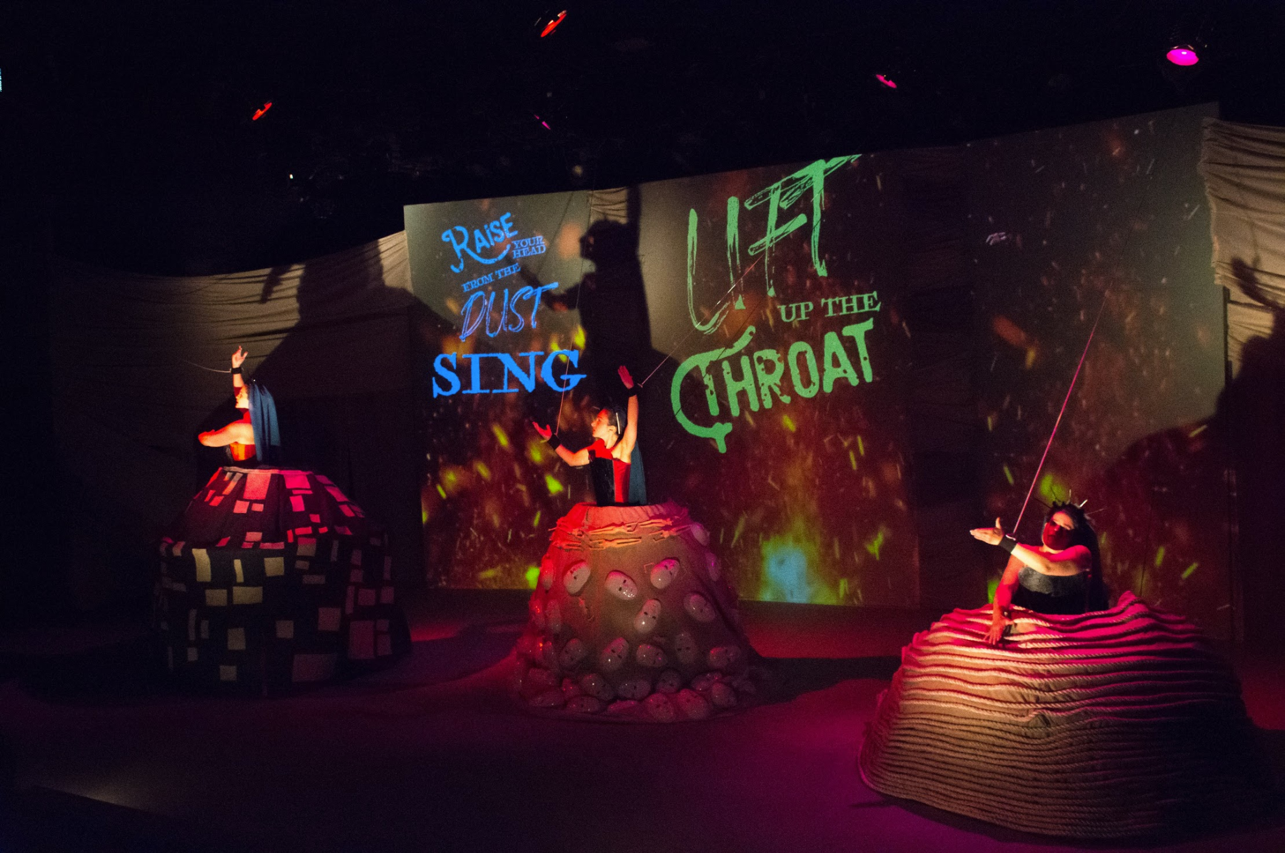 RAISE
YOUR
HEAD
FROM THE
DUST
SING
LIFT
UP THE
THROAT